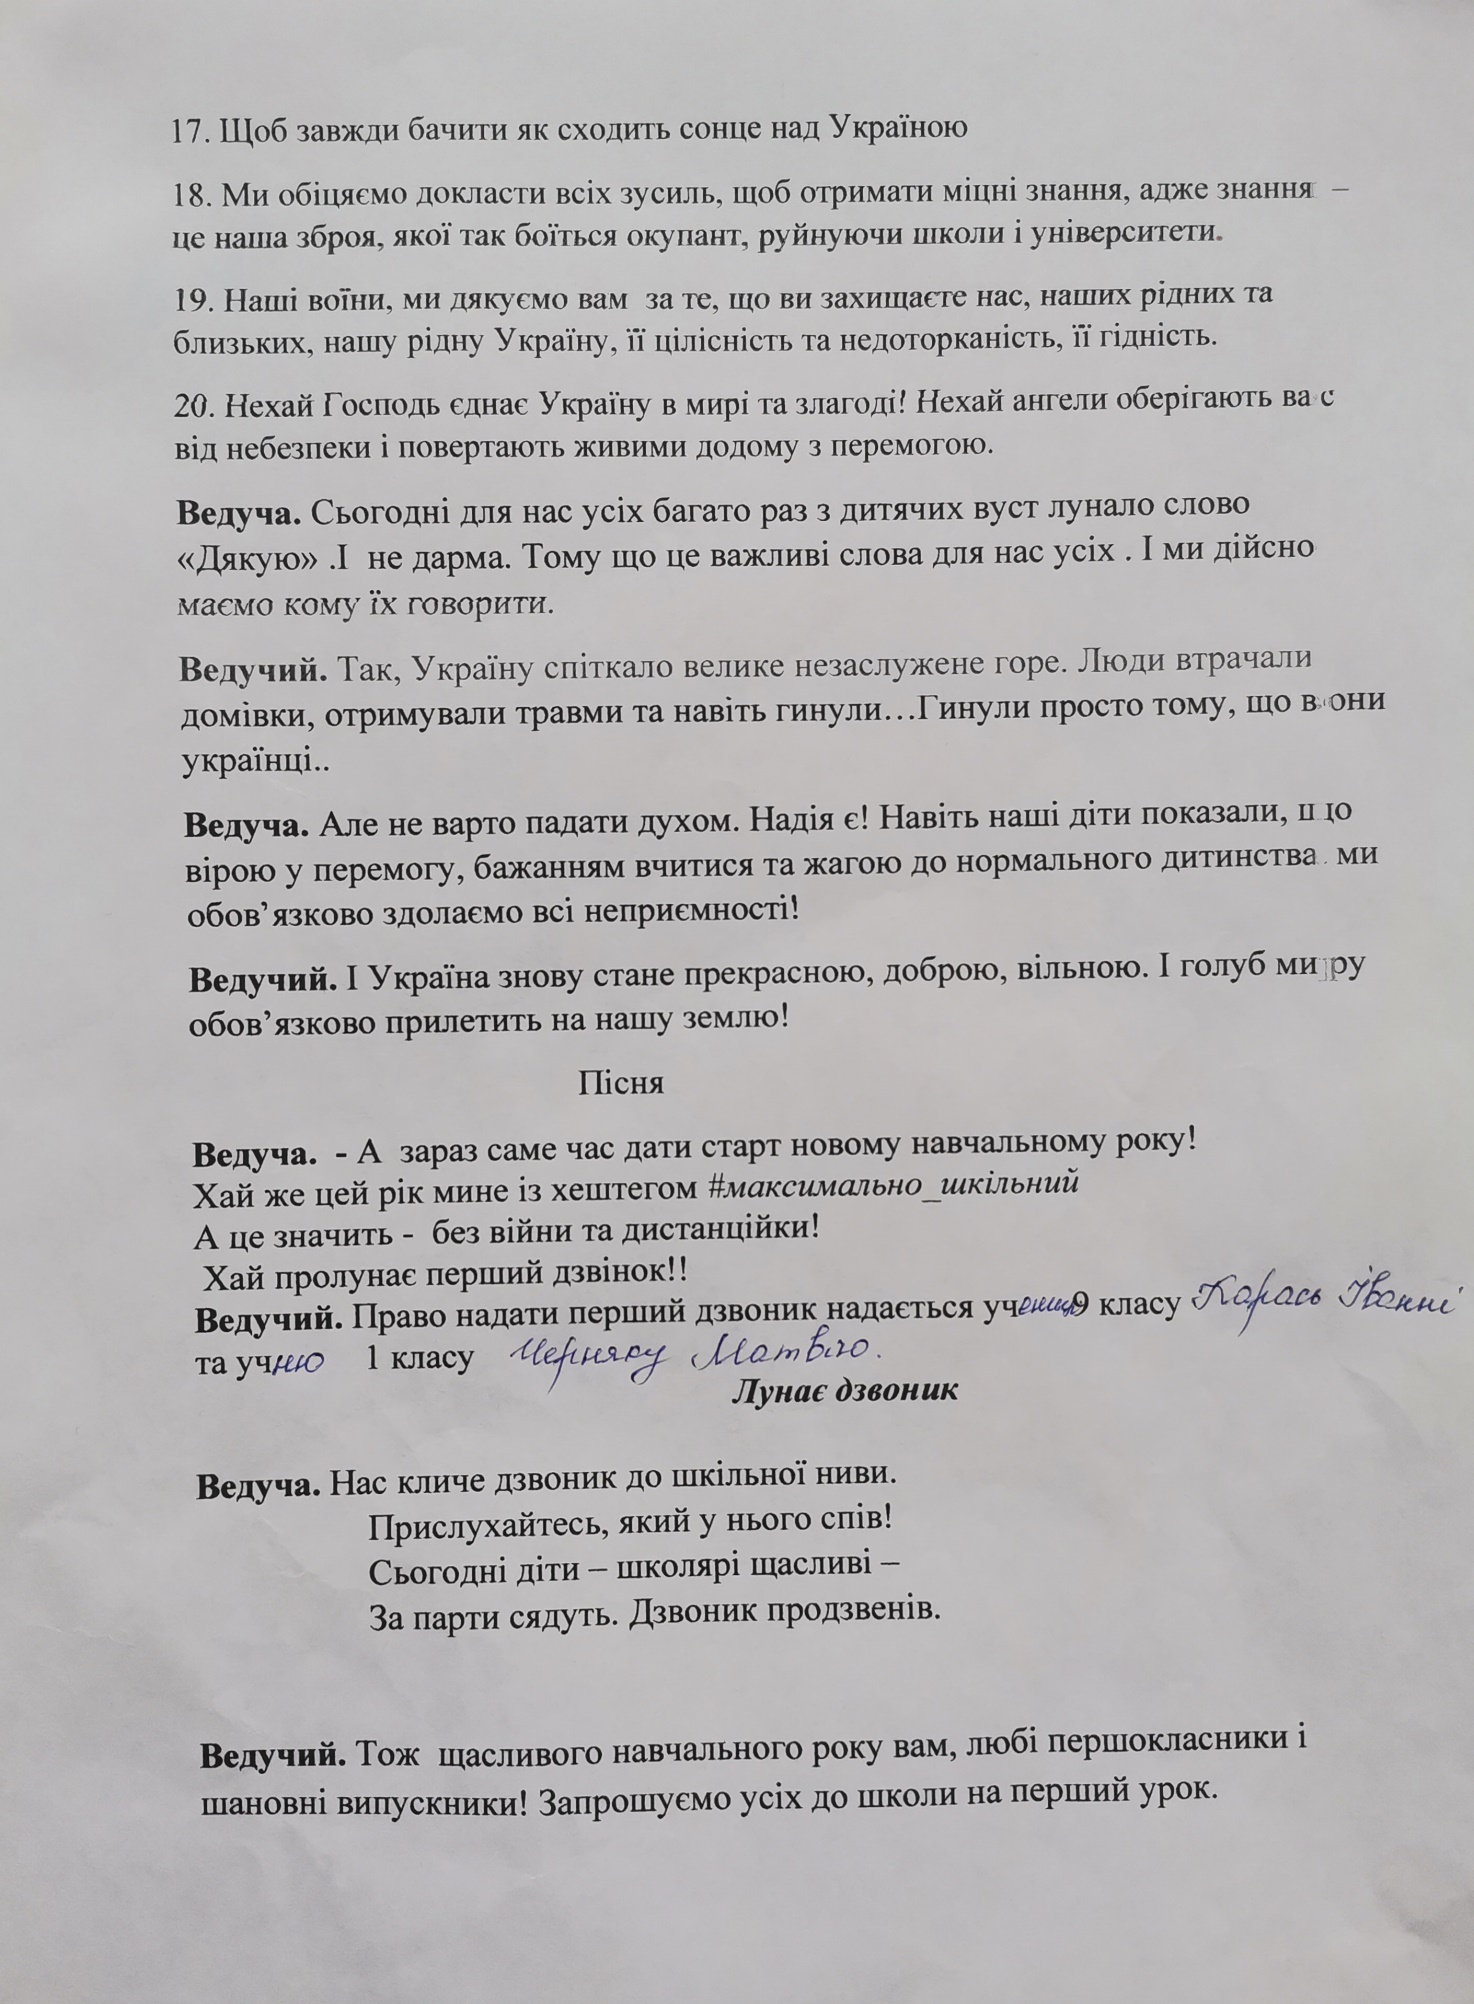 17. Щоб завжди бачити як сходить сонце над Україною
18. Ми обіцяємо докласти всіх зусиль, щоб отримати міцні знання, адже знання –
це наша зброя, якої так боїться окупант, руйнуючи школи і університети.
19. Наші воїни, ми дякуємо вам за те, що ви захищаєте нас, наших рідних та
близьких, нашу рідну Україну, її цілісність та недоторканість, її гідність.
20. Нехай Господь єднає Україну в мирі та злагоді! Нехай ангели оберігають вас
від небезпеки і повертають живими додому з перемогою.
Ведуча. Сьогодні для нас усіх багато раз з дитячих вуст лунало слово
«Дякую» .І не дарма. Тому що це важливі слова для нас усіх . І ми дійсно
маємо кому їх говорити.
Ведучий. Так, Україну спіткало велике незаслужене горе. Люди втрачали
домівки, отримували травми та навіть гинули…Гинули просто тому, що вони
українці..
Ведуча. Але не варто падати духом. Надія є! Навіть наші діти показали, що
вірою у перемогу, бажанням вчитися та жагою до нормального дитинства ми
обов’язково здолаємо всі неприємності!
Ведучий. І Україна знову стане прекрасною, доброю, вільною. І голуб миру
обов’язково прилетить на нашу землю!
Пісня
Ведуча. - А зараз саме час дати старт новому навчальному року!
Хай же цей рік мине із хештегом #максимально_шкільний
А це значить - без війни та дистанційки!
Хай пролунає перший дзвінок!!
Ведучий. Право надати перший дзвоник надається учениці 9 класу Карась Іванні
та учню 1 класу Черняку Матвію.
Лунає дзвоник
Ведуча. Нас кличе дзвоник до шкільної ниви.
Прислухайтесь, який у нього спів!
Сьогодні діти – школярі щасливі –
За парти сядуть. Дзвоник продзвенів.
Ведучий. Тож щасливого навчального року вам, любі першокласники і
шановні випускники! Запрошуємо усіх до школи на перший урок.